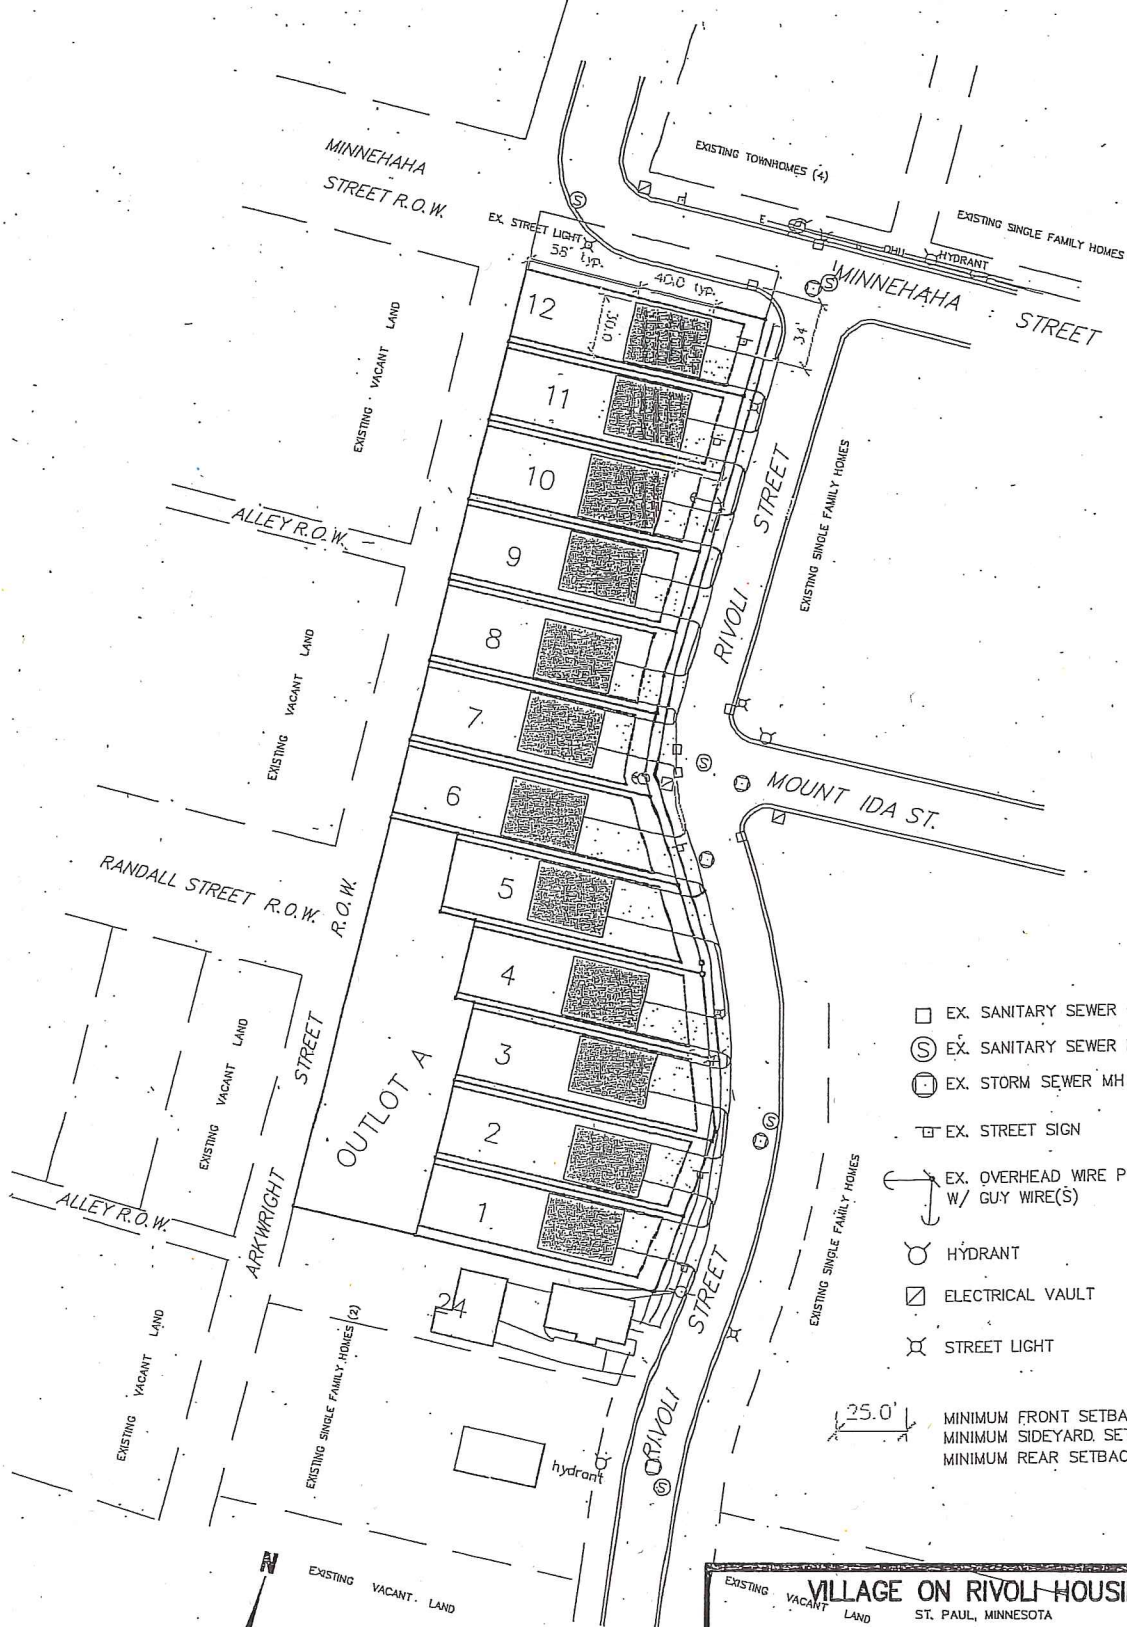 EXISTING TOWNHOMES (4)
MINNEHAHA
STREET R.O.W.
EXISTING SINGLE FAMILY HOMES
EX. STREET LIGHT
E
OHU
HYDRANT
58' typ.
40.0 typ.
MINNEHAHA
STREET
12
30.0
34'
EXISTING VACANT LAND
11
10
RIVOLI STREET
EXISTING SINGLE FAMILY HOMES
ALLEY R.O.W.
9
8
EXISTING VACANT LAND
7
MOUNT IDA ST.
6
RANDALL STREET R.O.W.
5
4
ARKWRIGHT STREET R.O.W.
EXISTING VACANT LAND
OUTLOT A
3
2
1
ALLEY R.O.W.
EX. SANITARY SEWER
S EX. SANITARY SEWER
EX. STORM SEWER MH
EX. STREET SIGN
EX. OVERHEAD WIRE P
W/ GUY WIRE(S)
HYDRANT
ELECTRICAL VAULT
STREET LIGHT
EXISTING SINGLE FAMILY HOMES
24
RIVOLI STREET
EXISTING VACANT LAND
EXISTING SINGLE FAMILY HOMES (2)
25.0'
MINIMUM FRONT SETBA
MINIMUM SIDEYARD. SET
MINIMUM REAR SETBAC
hydrant
N
EXISTING VACANT LAND
EXISTING VACANT LAND
VILLAGE ON RIVOLI HOUSI
ST. PAUL, MINNESOTA